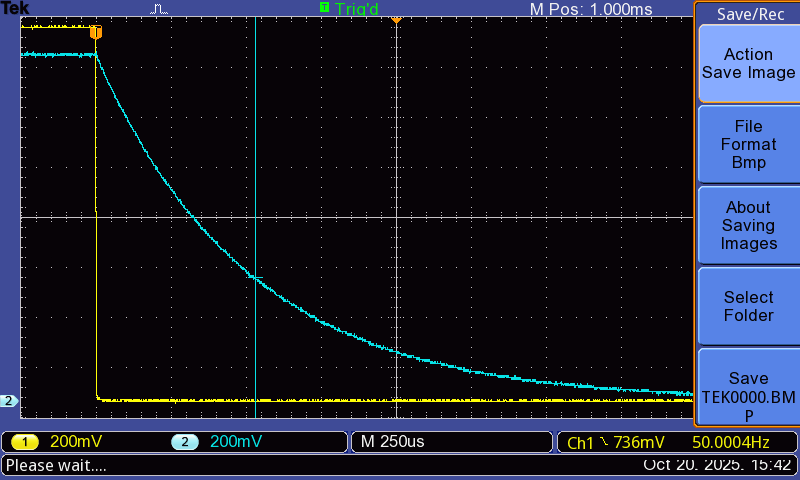 Tek
T Trig'd
M Pos: 1.000ms
Save/Rec
Action
Save Image
File
Format
Bmp
About
Saving
Images
Select
Folder
Save
TEK0000.BM
P
2
1 200mV
2 200mV
M 250us
Ch1 736mV
50.0004Hz
Please wait....
Oct 20, 2025, 15:42